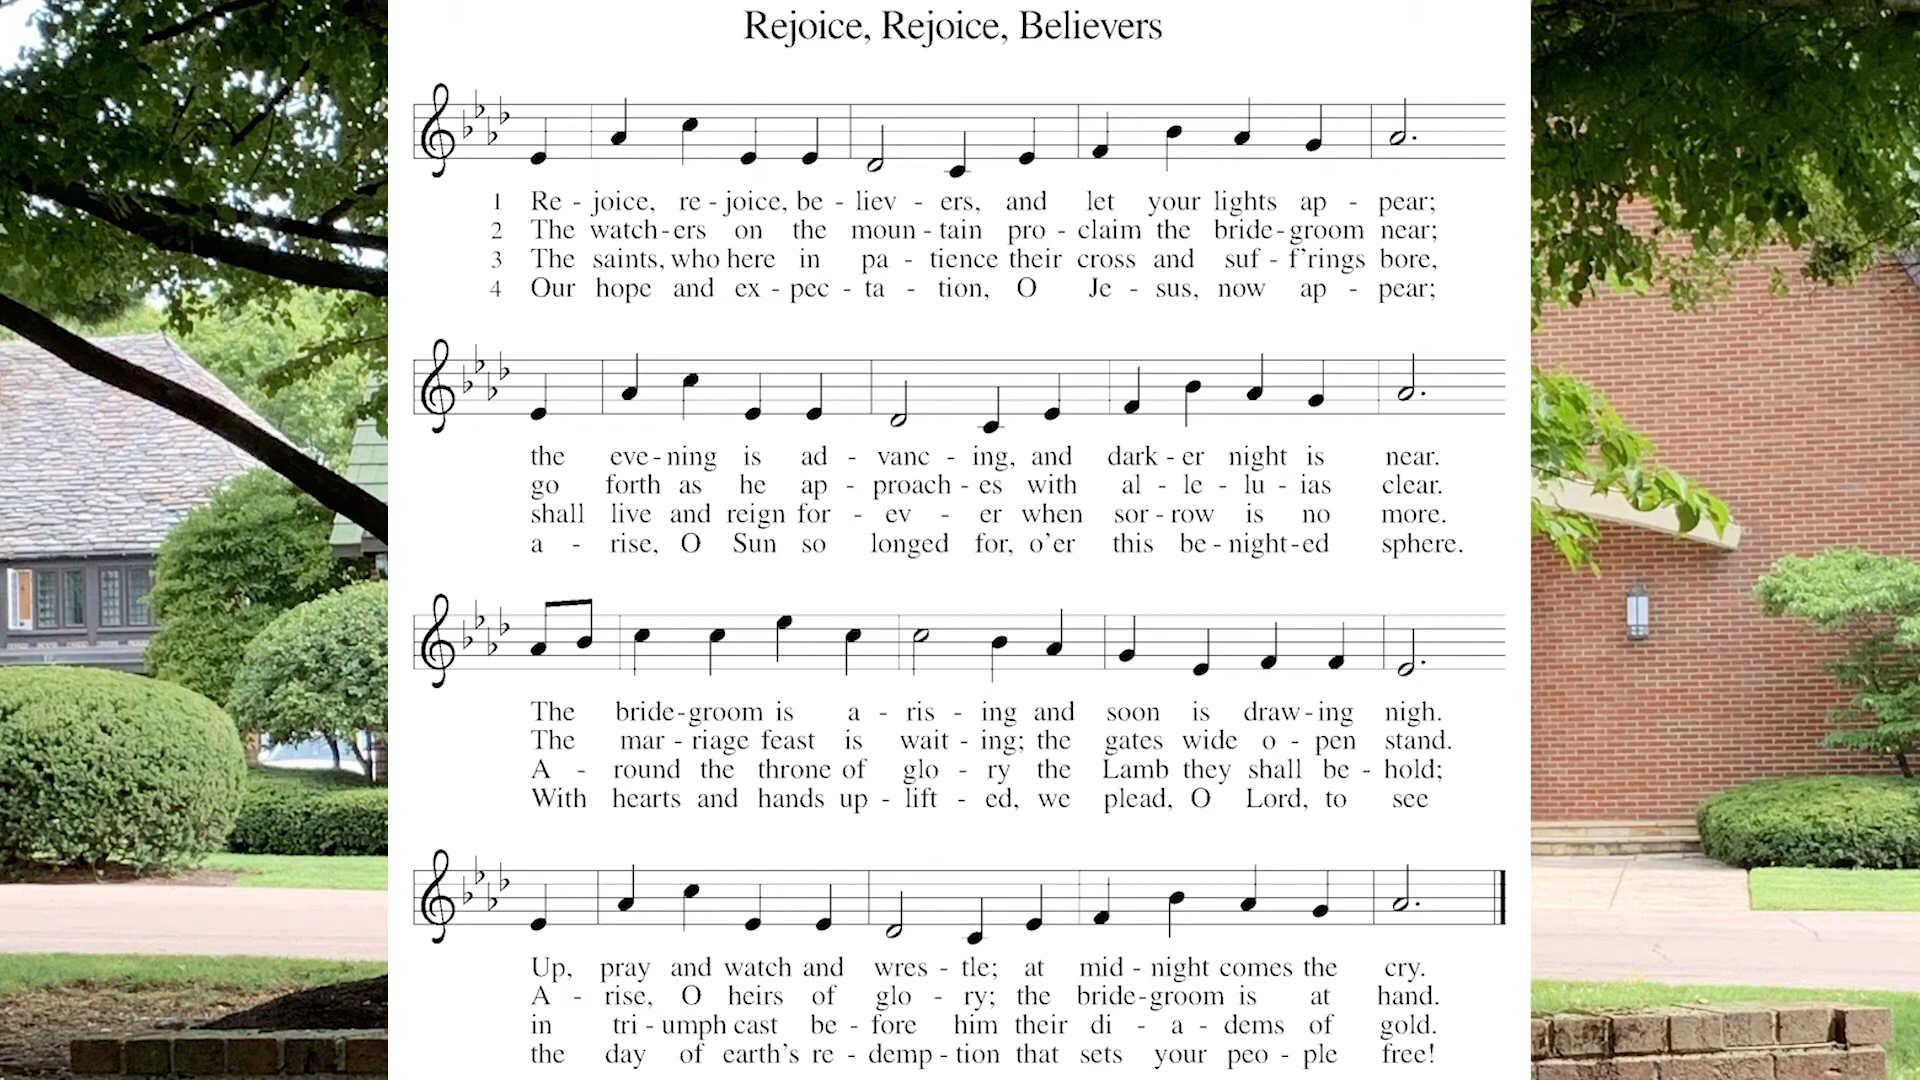 Rejoice, Rejoice, Believers
1 Re - joice, re - joice, be - liev - ers, and let your lights ap - pear;
2 The watch - ers on the moun - tain pro - claim the bride - groom near;
3 The saints, who here in pa - tience their cross and suf - f'rings bore,
4 Our hope and ex - pec - ta - tion, O Je - sus, now ap - pear;
the eve - ning is ad - vanc - ing, and dark - er night is near.
go forth as he ap - proach - es with al - le - lu - ias clear.
shall live and reign for - ev - er when sor - row is no more.
a - rise, O Sun so longed for, o'er this be - night - ed sphere.
The bride - groom is a - ris - ing and soon is draw - ing nigh.
The mar - riage feast is wait - ing; the gates wide o - pen stand.
A - round the throne of glo - ry the Lamb they shall be - hold;
With hearts and hands up - lift - ed, we plead, O Lord, to see
Up, pray and watch and wres - tle; at mid - night comes the cry.
A - rise, O heirs of glo - ry; the bride - groom is at hand.
in tri - umph cast be - fore him their di - a - dems of gold.
the day of earth's re - demp - tion that sets your peo - ple free!